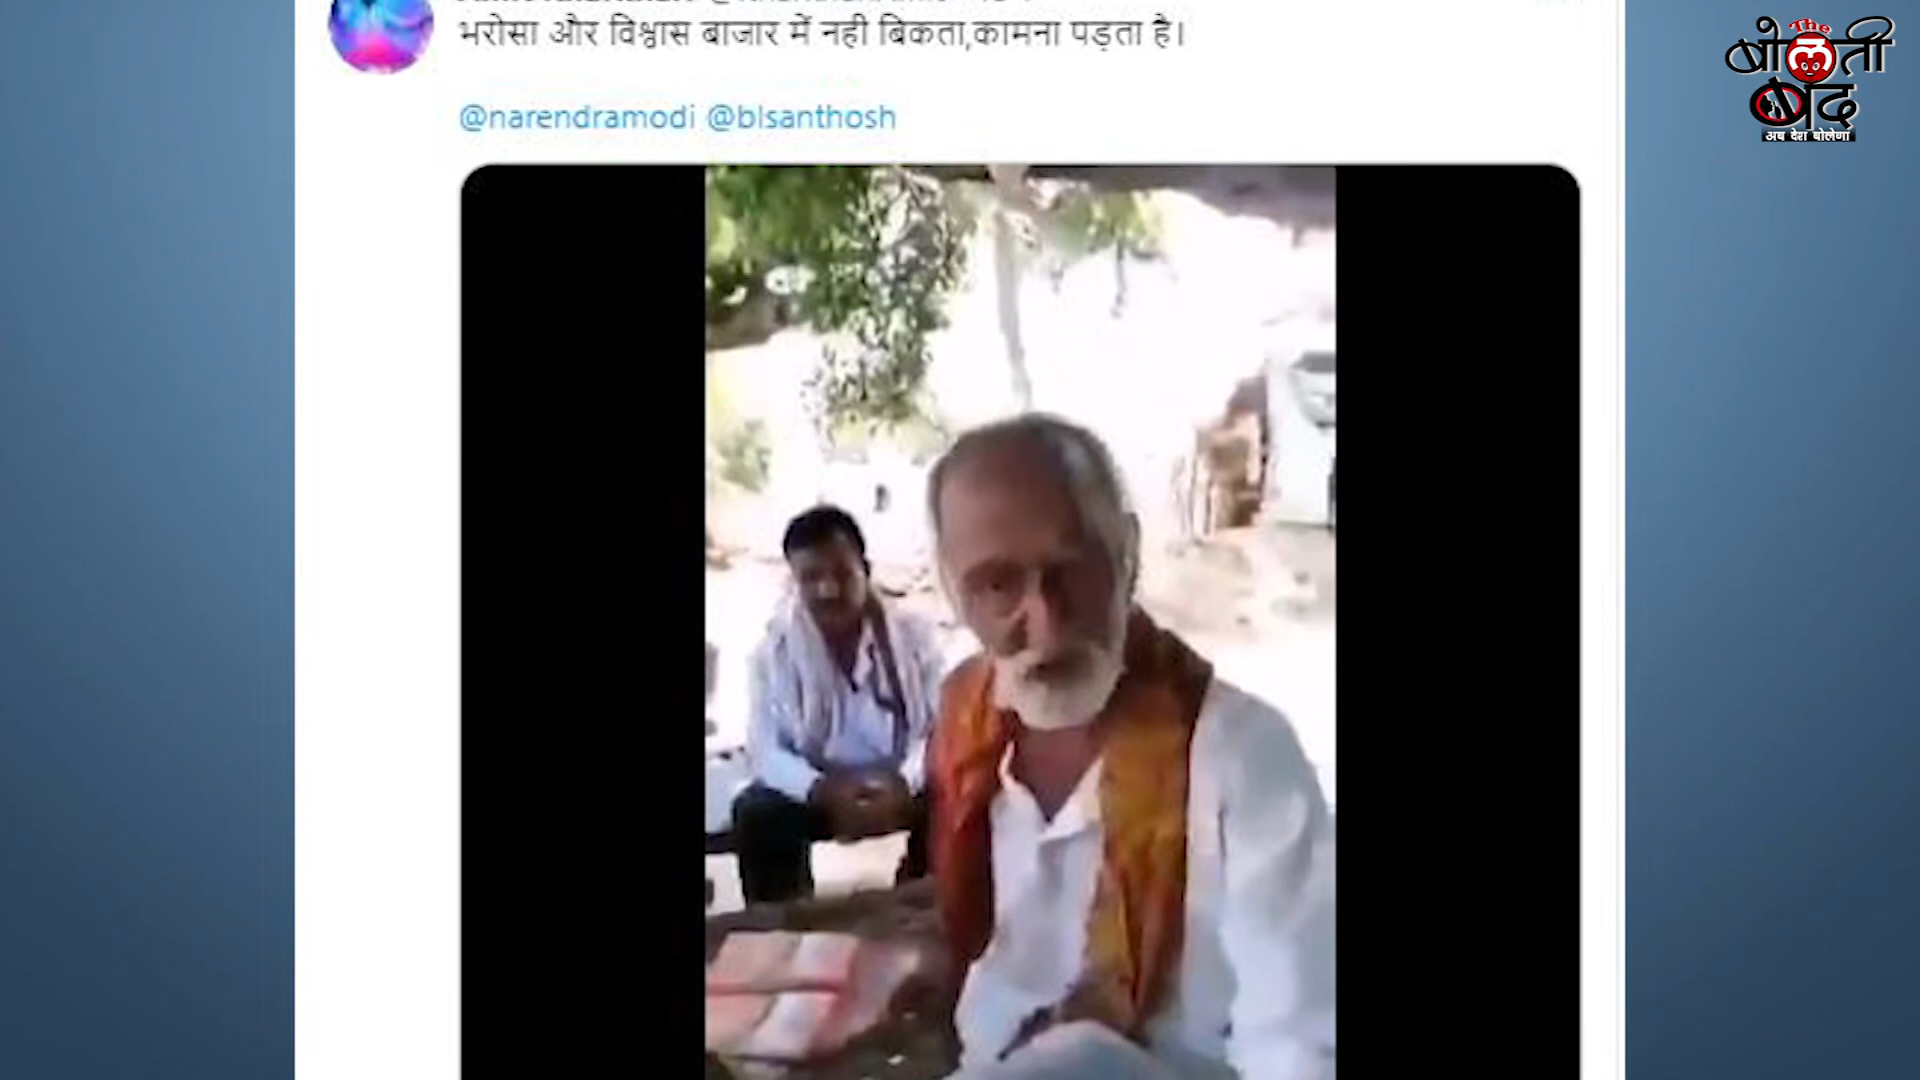 भरोसा और विश्वास बाजार में नही बिकता,कामना पड़ता है।
@narendramodi @blsanthosh
The
बोलती
बंद
अब देश बोलेगा